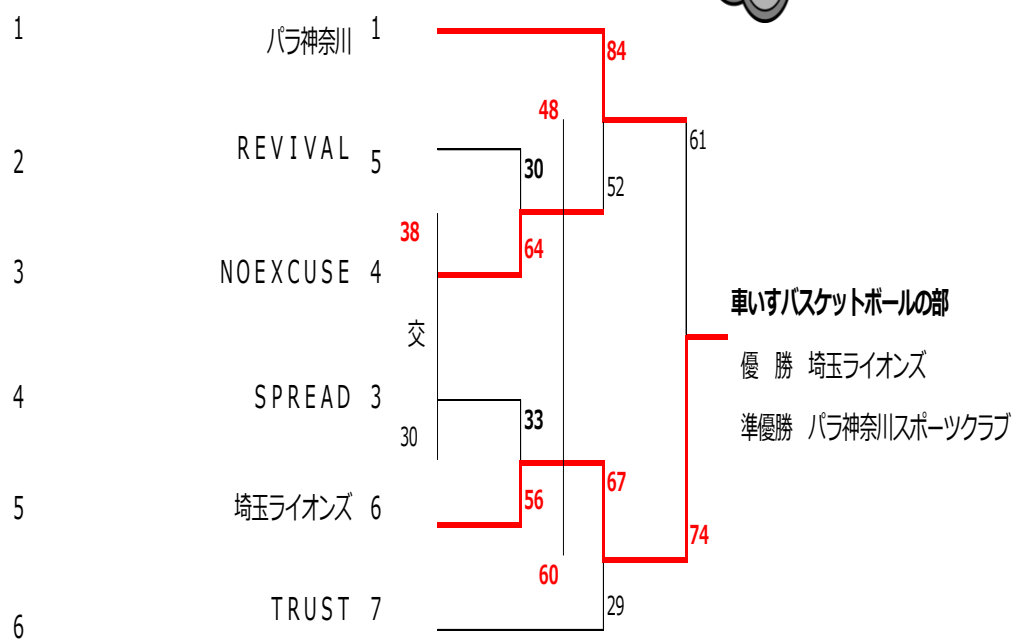 1 パラ神奈川 1
84
48
2 REVIVAL 5
30
61
52
38
64
3 NOEXCUSE 4
車いすバスケットボールの部
交
優 勝 埼玉ライオンズ
4 SPREAD 3
33
準優勝 パラ神奈川スポーツクラブ
30
67
5 埼玉ライオンズ 6
56
74
60
6 TRUST 7
29